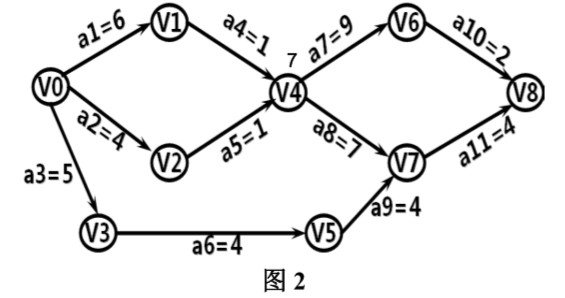 V1
V6
a1=6
a4=1
a7=9
a10=2
7
V0
V4
V8
a2=4
a5=1
a8=7
a11=4
V2
V7
a3=5
a9=4
V3
V5
a6=4
图 2